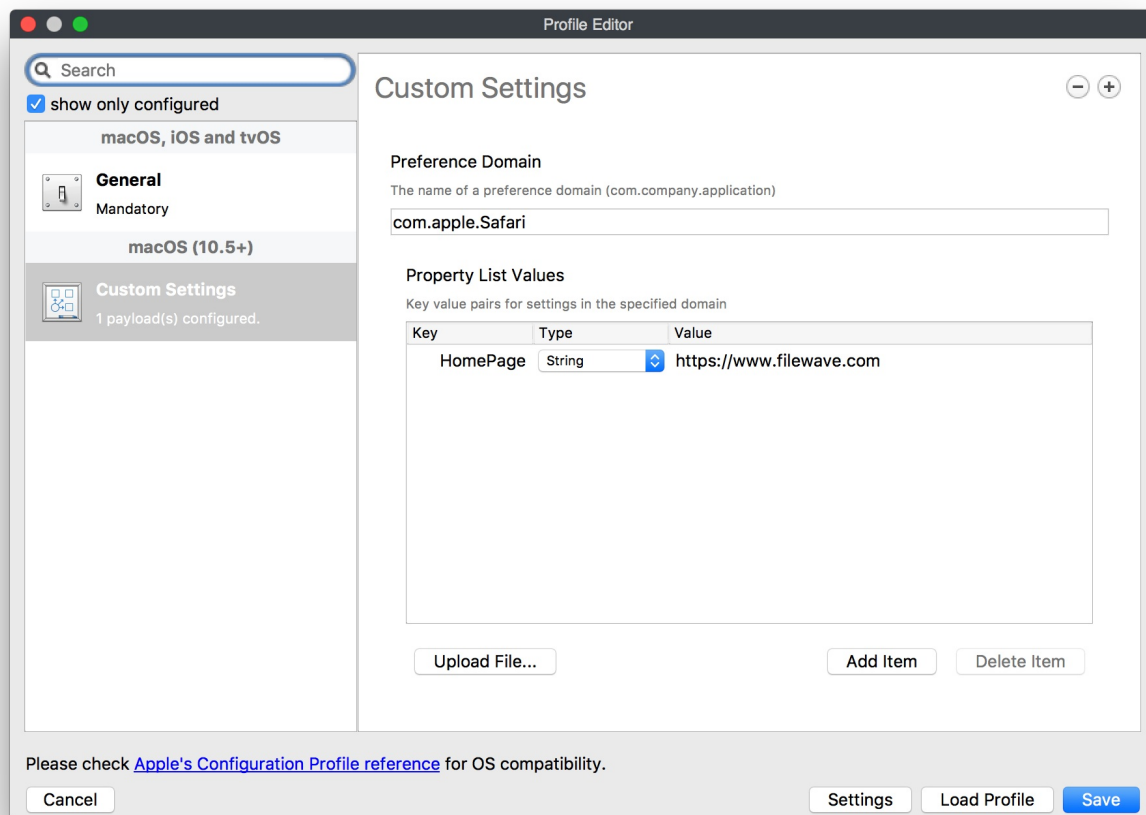 Profile Editor
Search
show only configured
macOS, iOS and tvOS
General
Mandatory
macOS (10.5+)
Custom Settings
1 payload(s) configured.
Custom Settings
Preference Domain
The name of a preference domain (com.company.application)
com.apple.Safari
Property List Values
Key value pairs for settings in the specified domain
Key Type Value
HomePage String https://www.filewave.com
Upload File... Add Item Delete Item
Please check Apple's Configuration Profile reference for OS compatibility.
Cancel Settings Load Profile Save